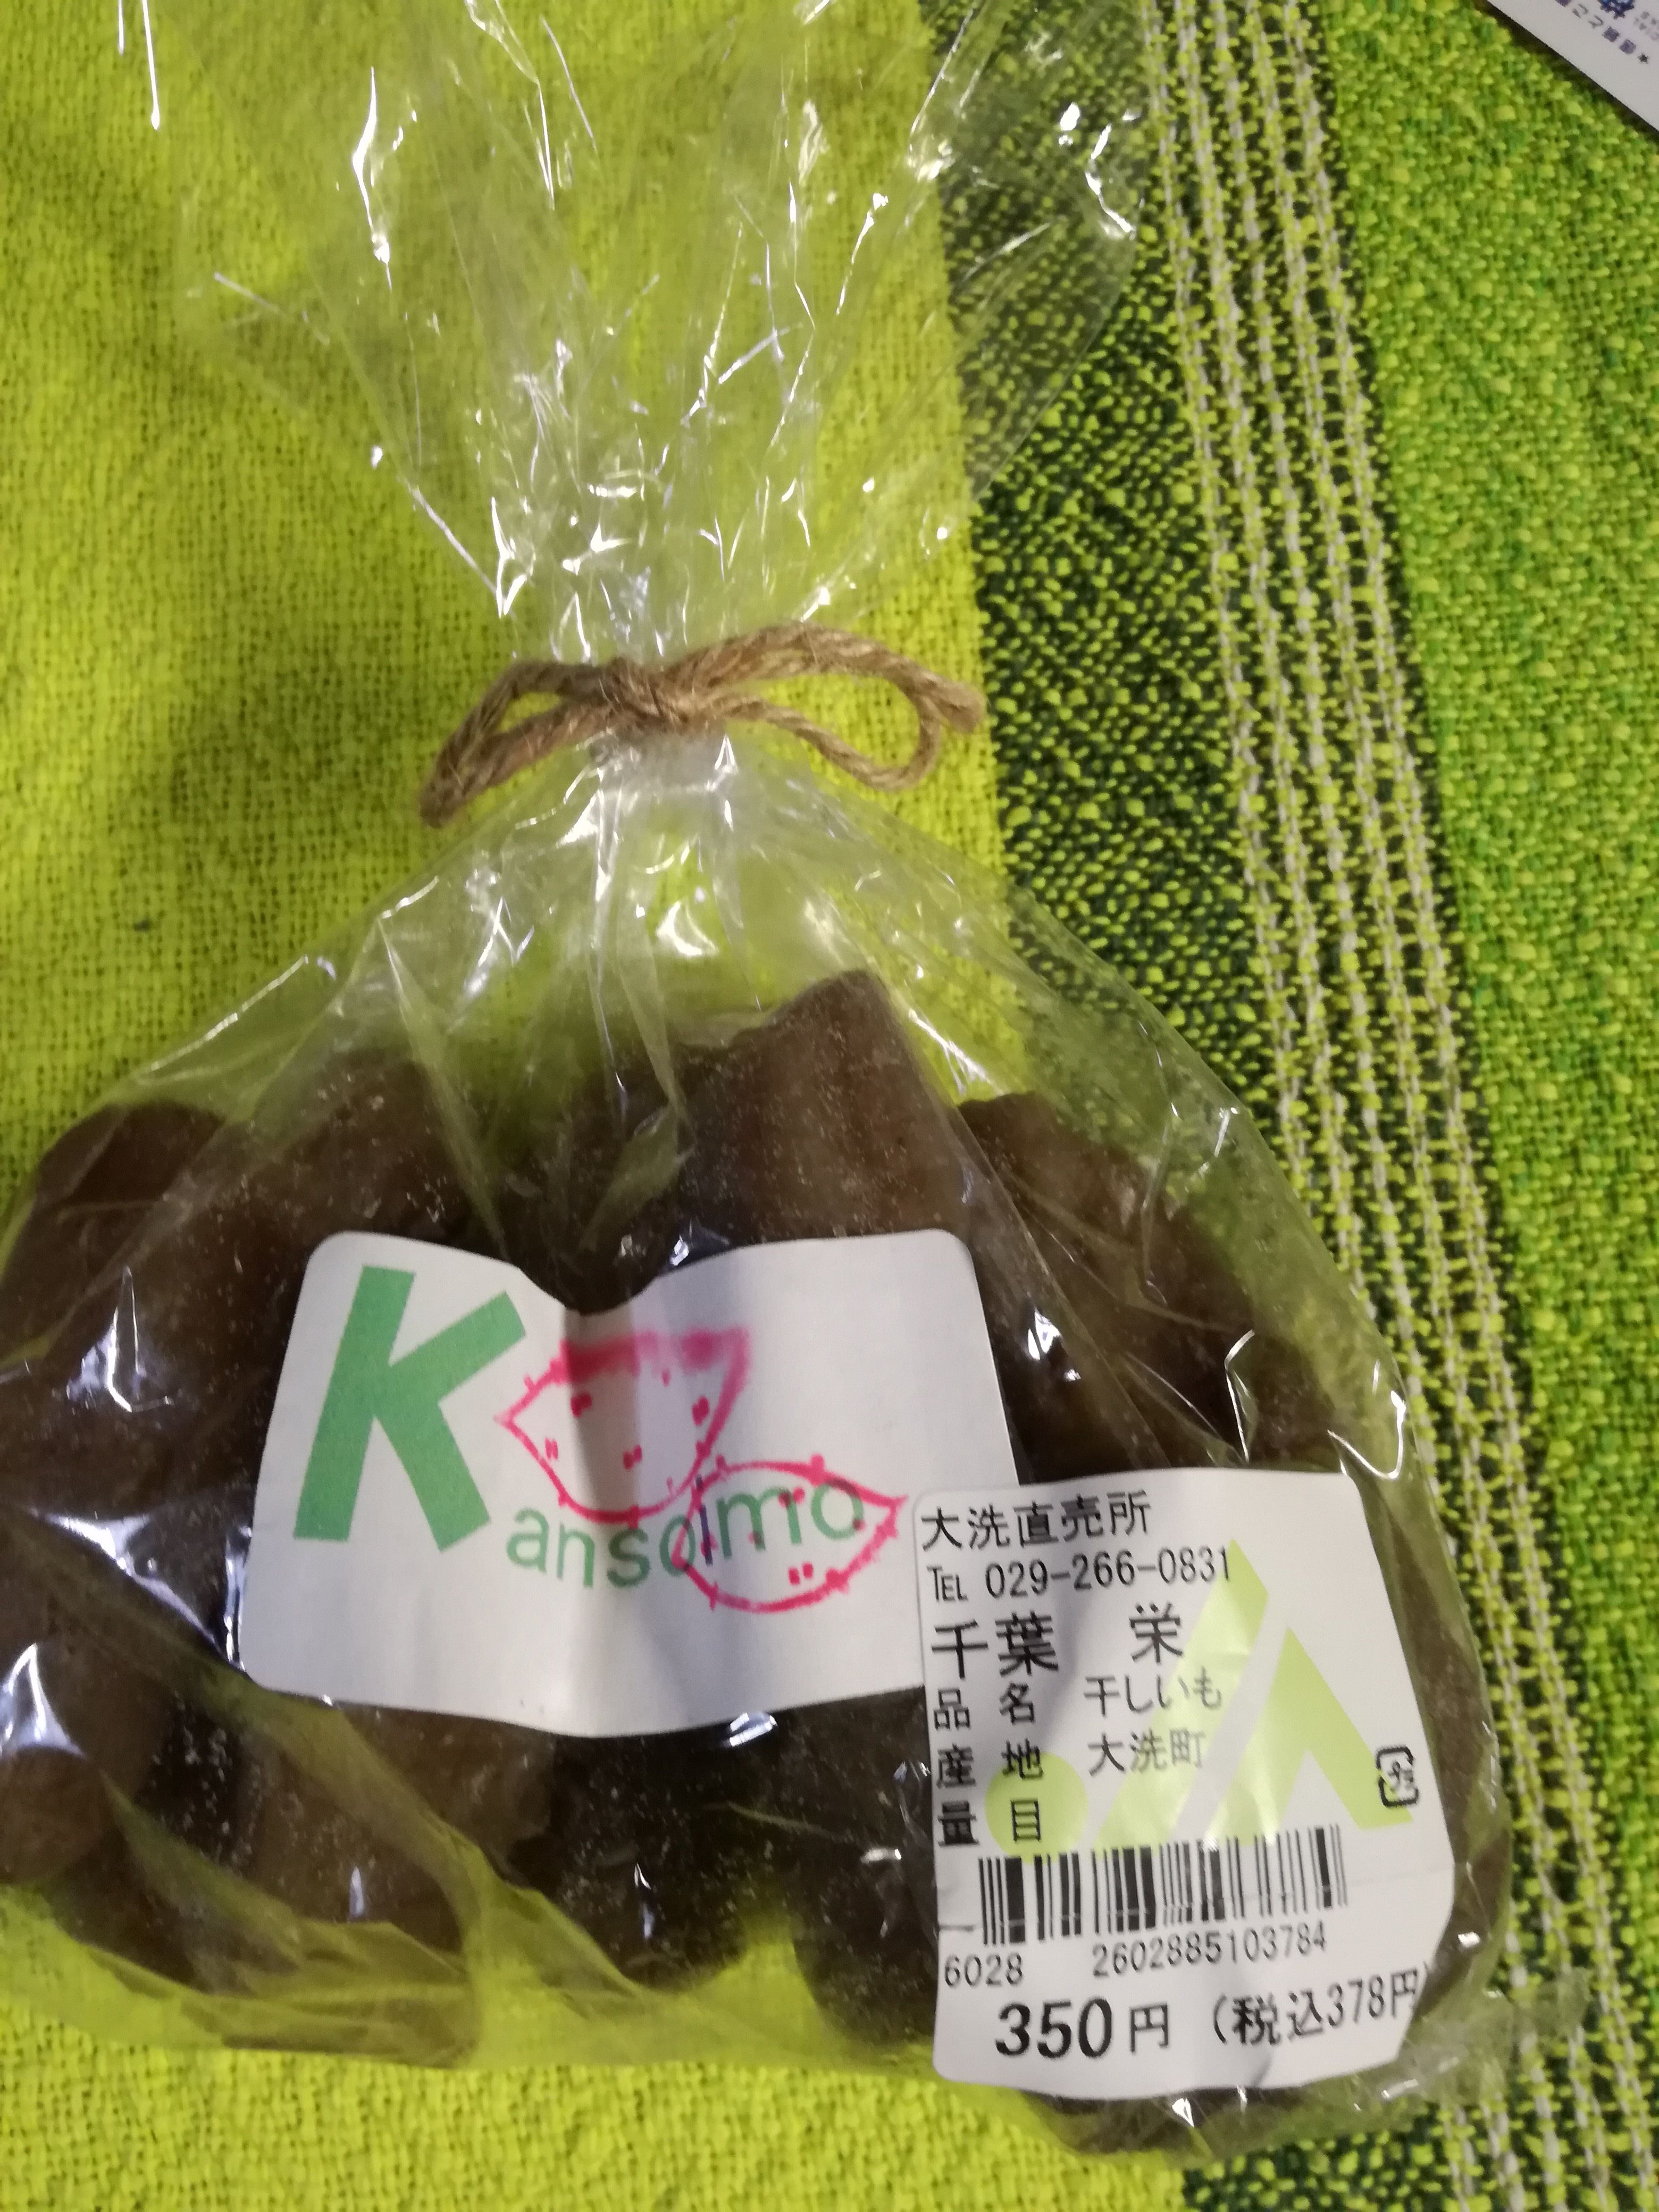 Kansoimo
大洗直売所
TEL 029-266-0831
千葉 栄
品 名 干しいも
産 地 大洗町
量 目
6028 2602885103784
350円 (税込378円)